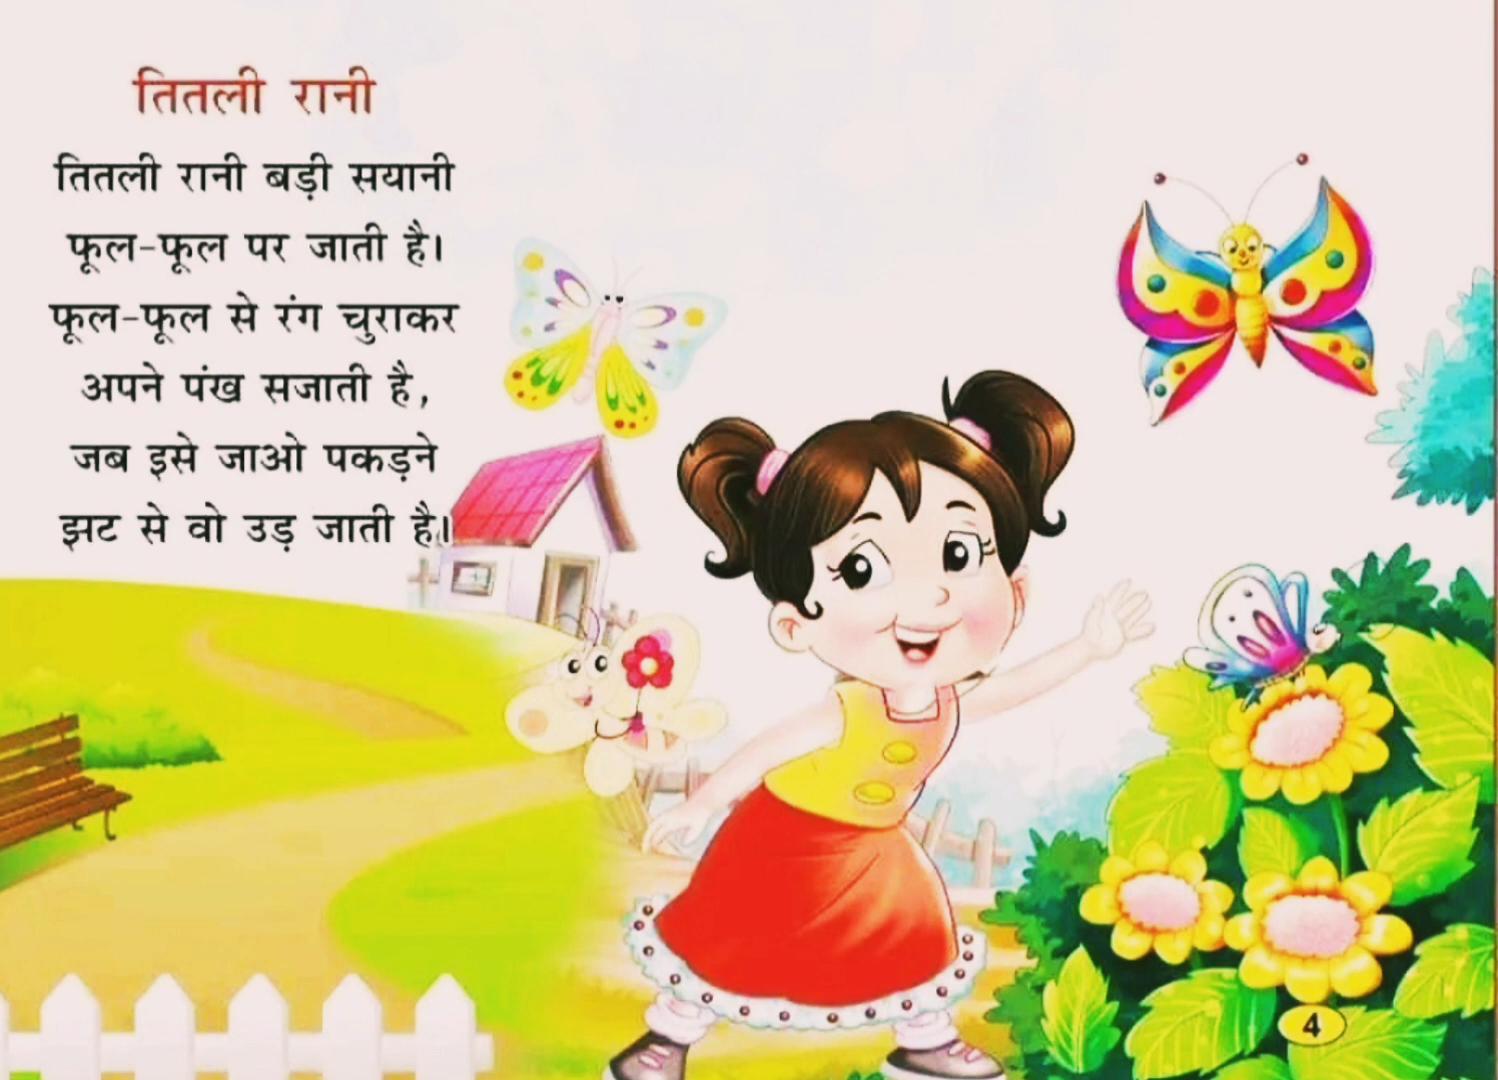 तितली रानी
तितली रानी बड़ी सयानी
फूल-फूल पर जाती है।
फूल-फूल से रंग चुराकर
अपने पंख सजाती है,
जब इसे जाओ पकड़ने
झट से वो उड़ जाती है।
4